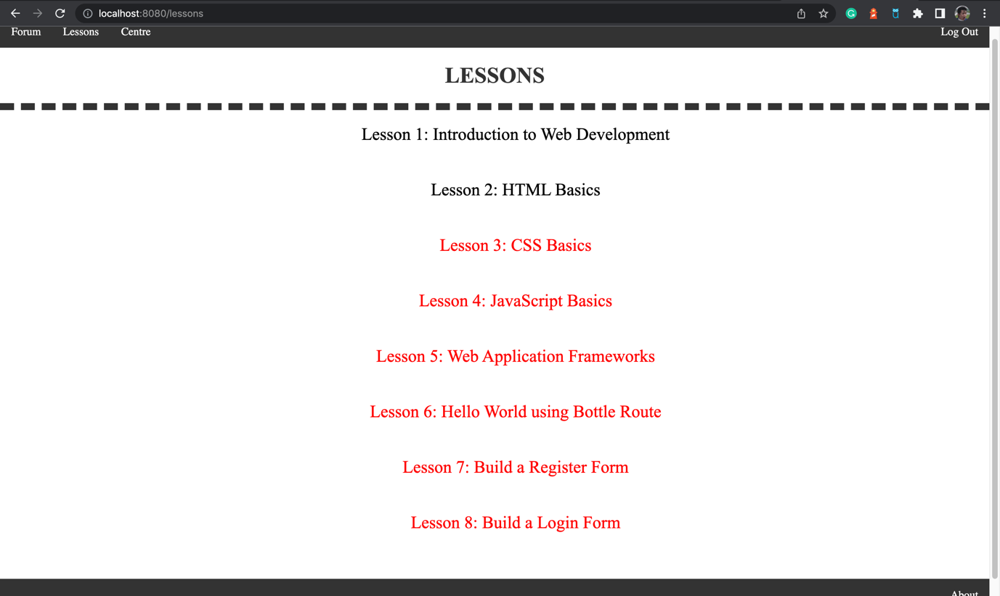 localhost:8080/lessons
Forum Lessons Centre Log Out
LESSONS
Lesson 1: Introduction to Web Development
Lesson 2: HTML Basics
Lesson 3: CSS Basics
Lesson 4: JavaScript Basics
Lesson 5: Web Application Frameworks
Lesson 6: Hello World using Bottle Route
Lesson 7: Build a Register Form
Lesson 8: Build a Login Form
About